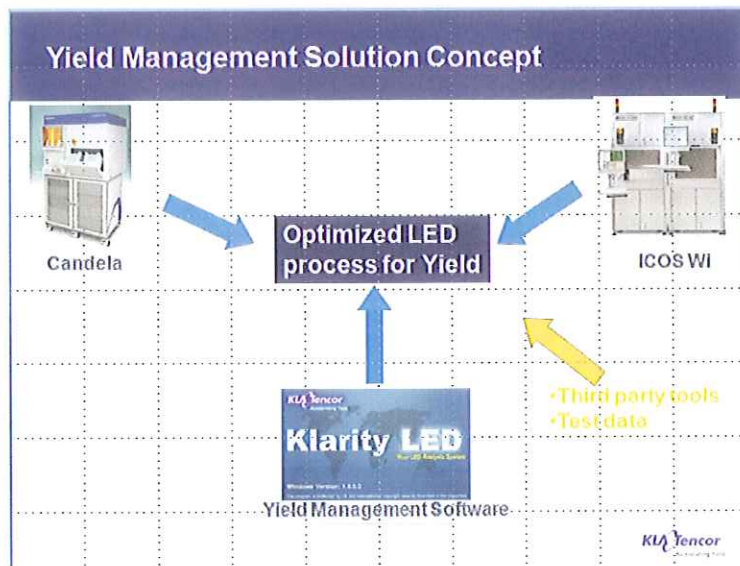 Yield Management Solution Concept
Candela
ICOS WI
Optimized LED
process for Yield
•Third party tools
•Test data
KLA Tencor
Klarity LED
Yield Management Software
KLA Tencor